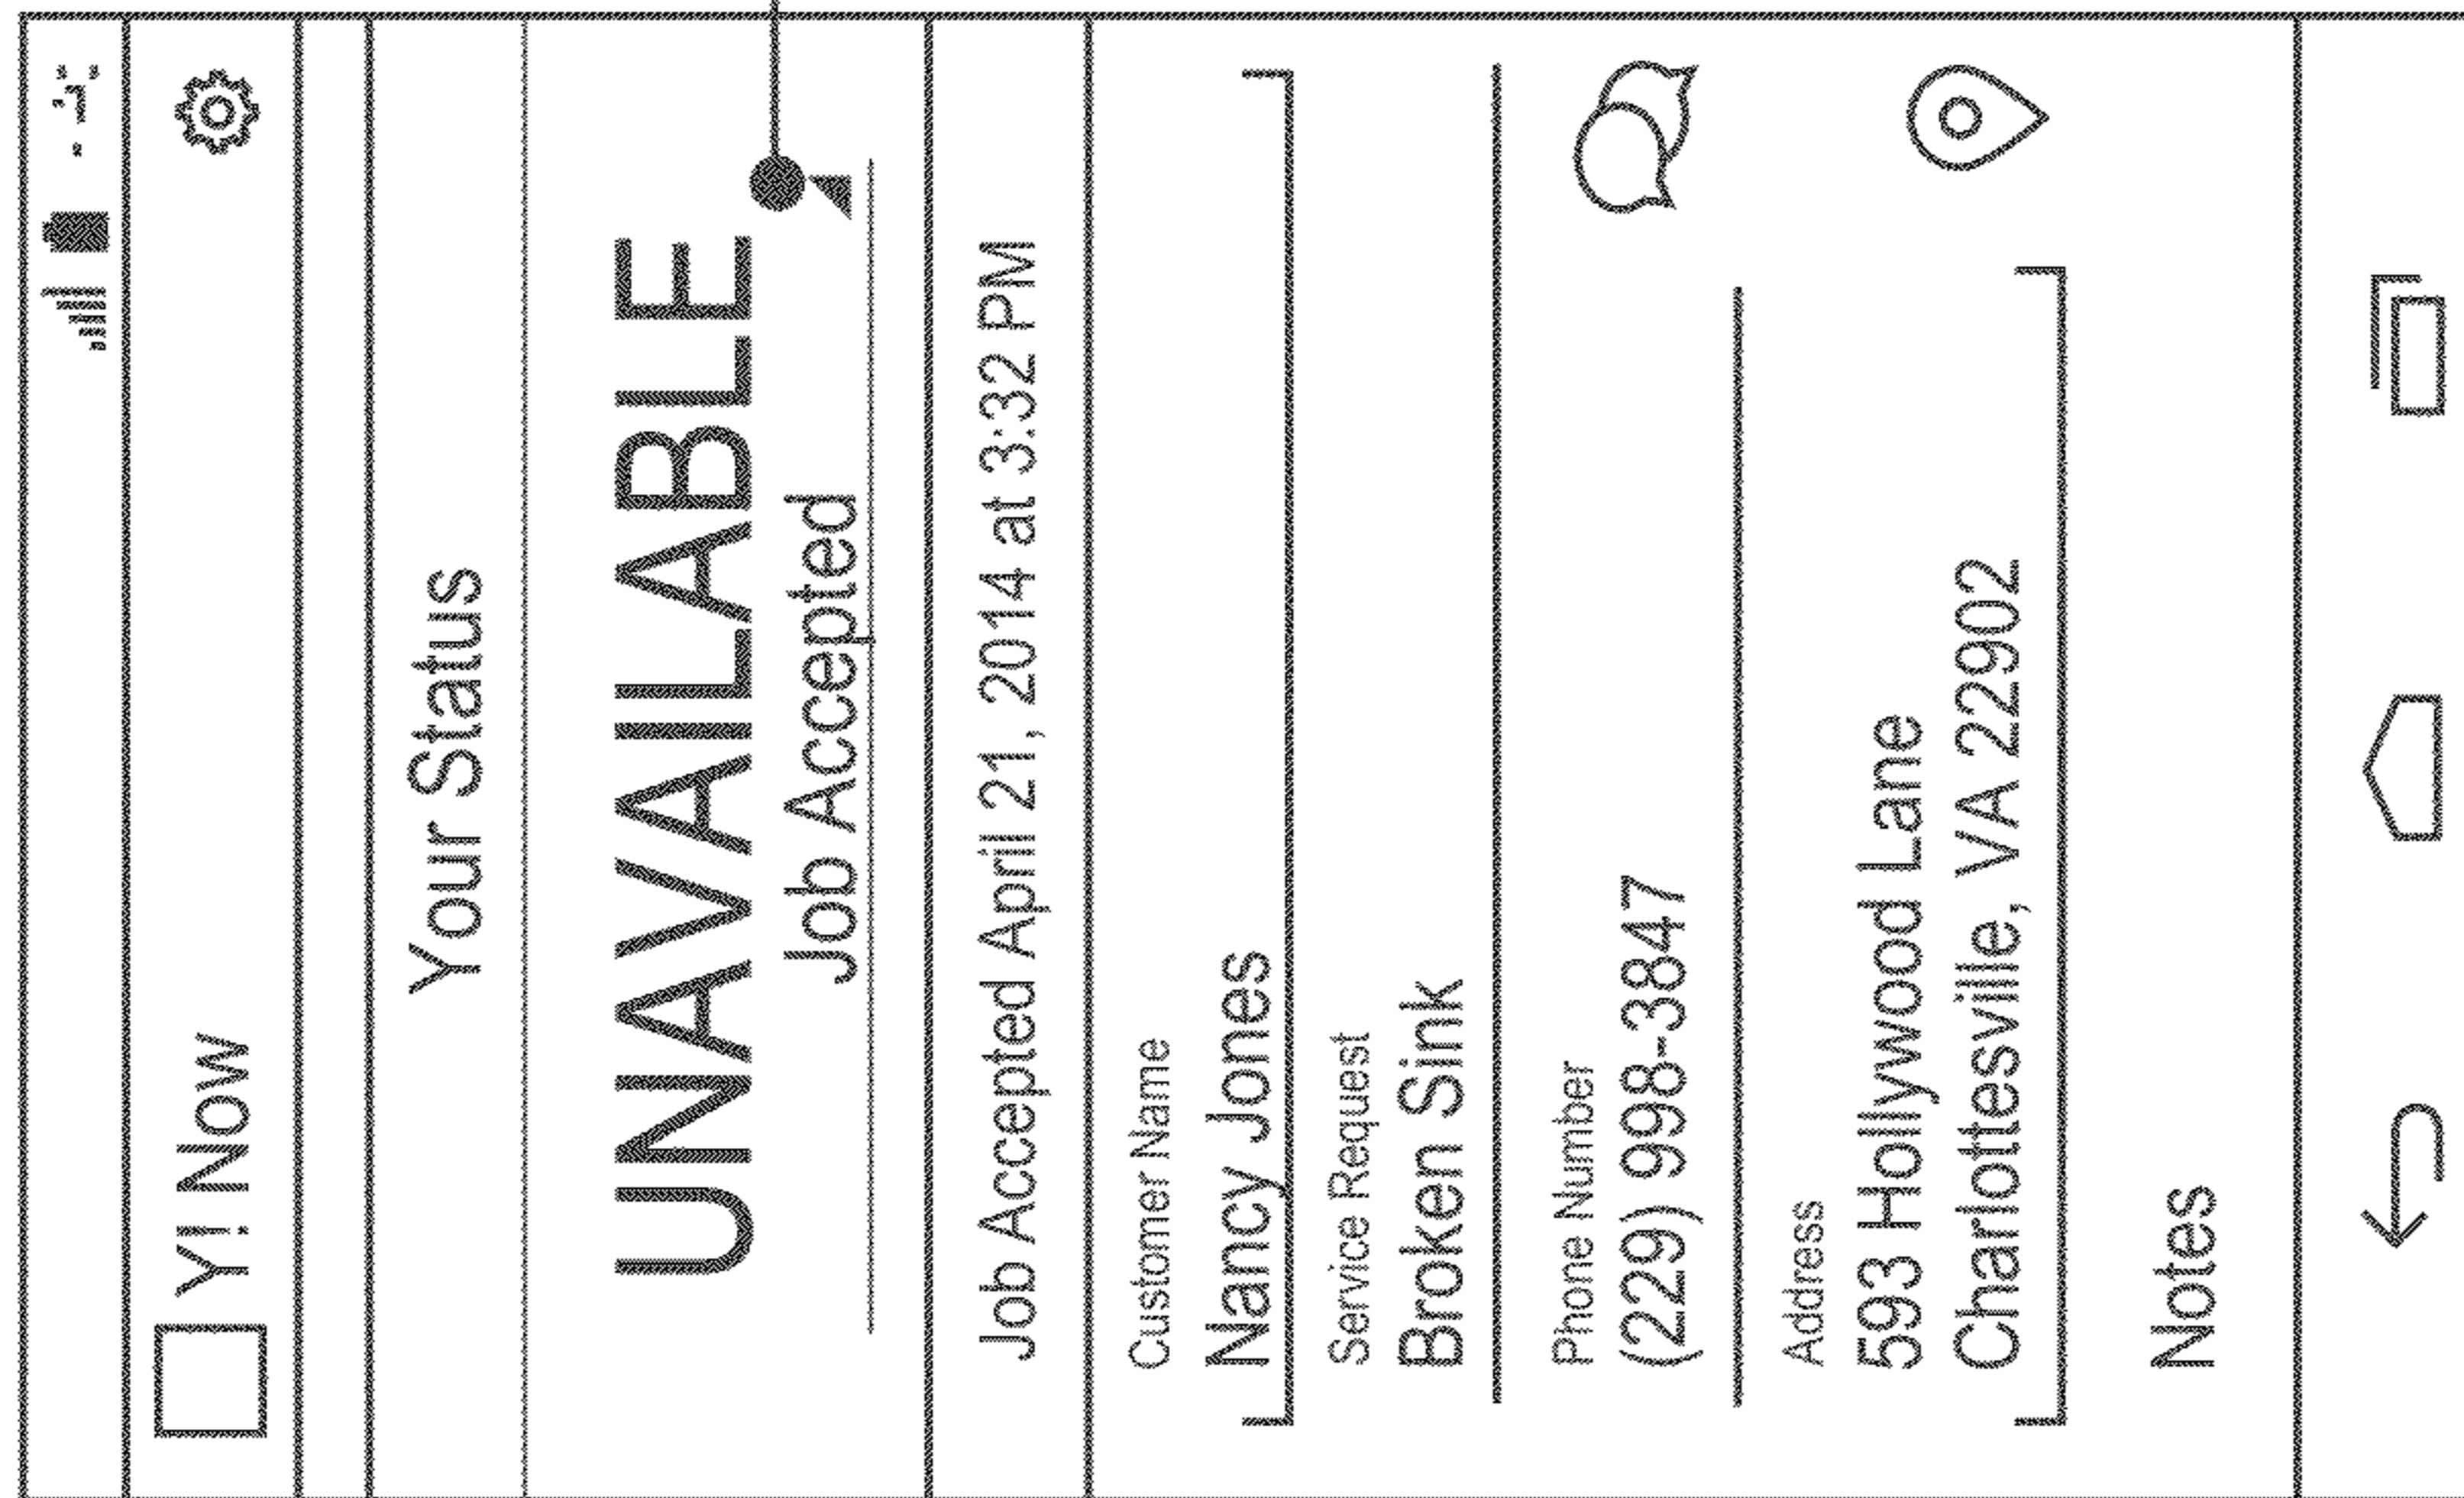 Y! Now
Your Status
UNAVAILABLE
Job Accepted
Job Accepted April 21, 2014 at 3:32 PM
Customer Name
Nancy Jones
Service Request
Broken Sink
Phone Number
(229) 998-3847
Address
593 Hollywood Lane
Charlottesville, VA 22902
Notes